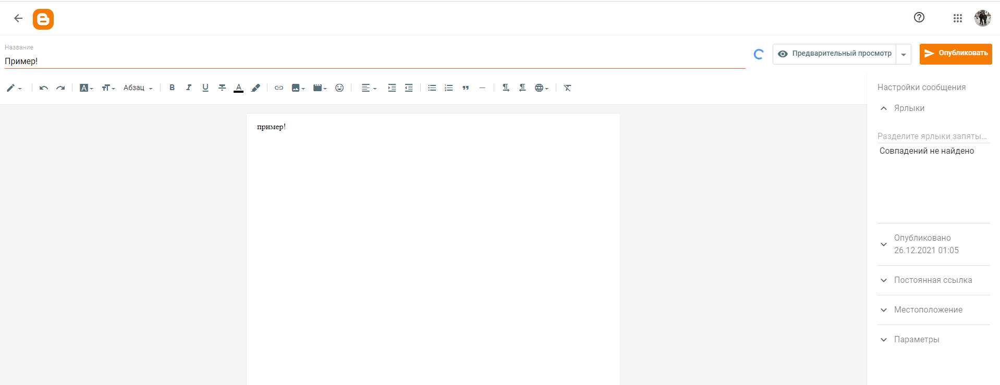 Название
Пример!
Предварительный просмотр
Опубликовать
Абзац
B I U A
пример!
Настройки сообщения
Ярлыки
Разделите ярлыки запяты...
Совпадений не найдено
Опубликовано
26.12.2021 01:05
Постоянная ссылка
Местоположение
Параметры